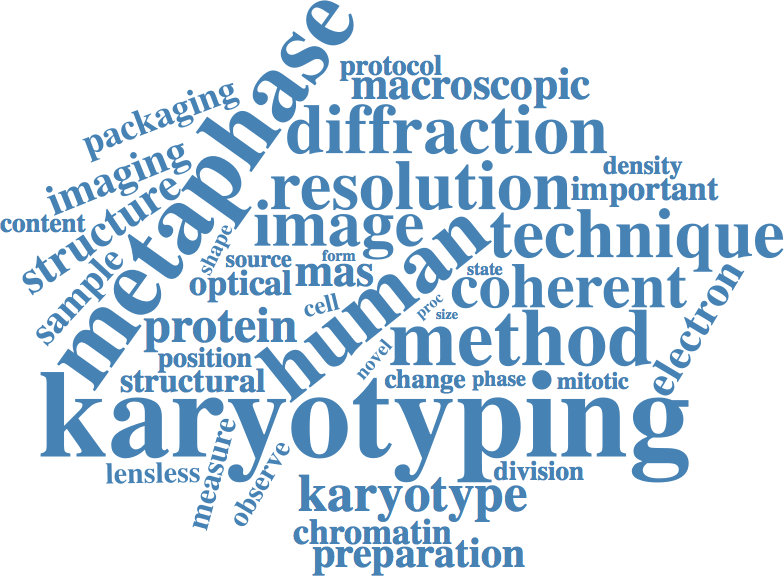 metaphase
protocol
macroscopic
packaging
diffraction
imaging
density
resolution
important
structure
content
image
technique
shape
source
form
sample
optical
mas
state
coherent
human
cell
proc
size
electron
protein
method
position
novel
structural
change
phase
mitotic
karyotyping
lensless
measure
observe
division
karyotype
chromatin
preparation